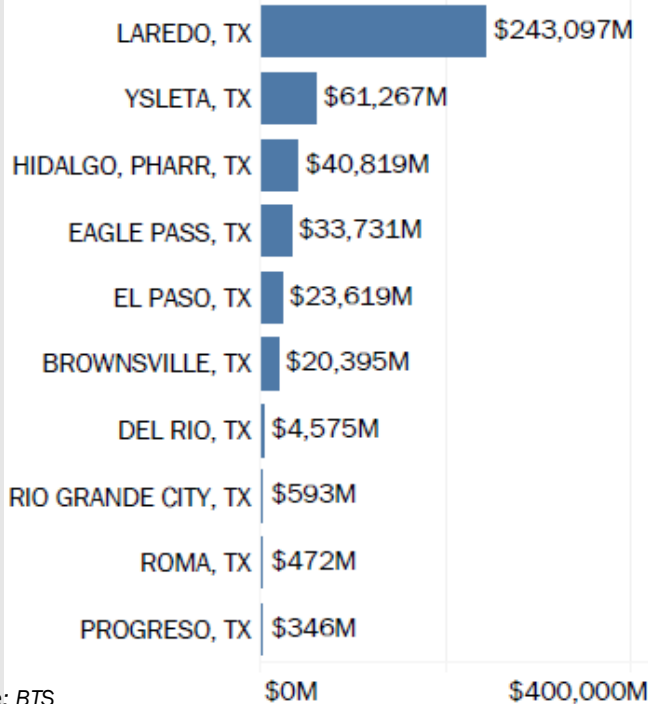 LAREDO, TX $243,097M
YSLETA, TX $61,267M
HIDALGO, PHARR, TX $40,819M
EAGLE PASS, TX $33,731M
EL PASO, TX $23,619M
BROWNSVILLE, TX $20,395M
DEL RIO, TX $4,575M
RIO GRANDE CITY, TX $593M
ROMA, TX $472M
PROGRESO, TX $346M
$0M $400,000M
: BTS